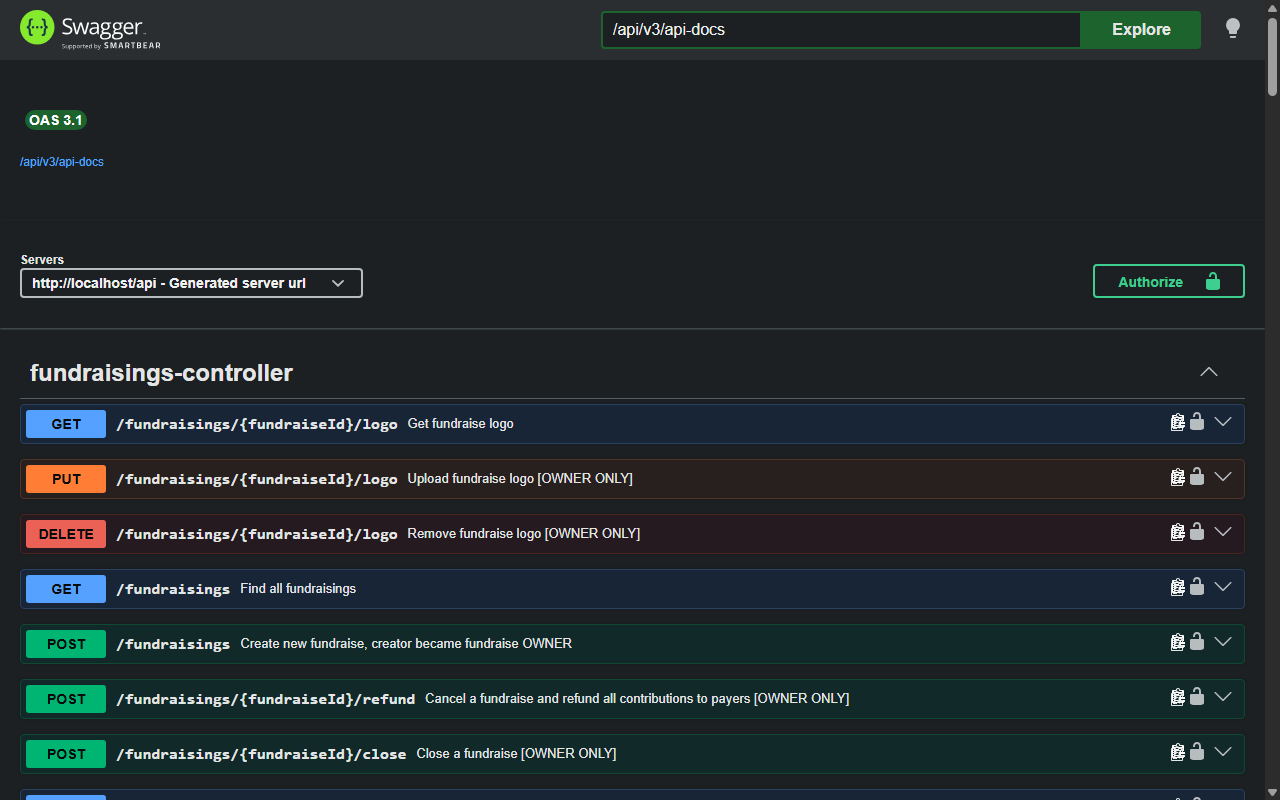 {···} Swagger.
Supported by SMARTBEAR
/api/v3/api-docs
Explore
OAS 3.1
/api/v3/api-docs
Servers
http://localhost/api - Generated server url
Authorize
fundraisings-controller
GET /fundraisings/{fundraiseId}/logo Get fundraise logo
PUT /fundraisings/{fundraiseId}/logo Upload fundraise logo [OWNER ONLY]
DELETE /fundraisings/{fundraiseId}/logo Remove fundraise logo [OWNER ONLY]
GET /fundraisings Find all fundraisings
POST /fundraisings Create new fundraise, creator became fundraise OWNER
POST /fundraisings/{fundraiseId}/refund Cancel a fundraise and refund all contributions to payers [OWNER ONLY]
POST /fundraisings/{fundraiseId}/close Close a fundraise [OWNER ONLY]